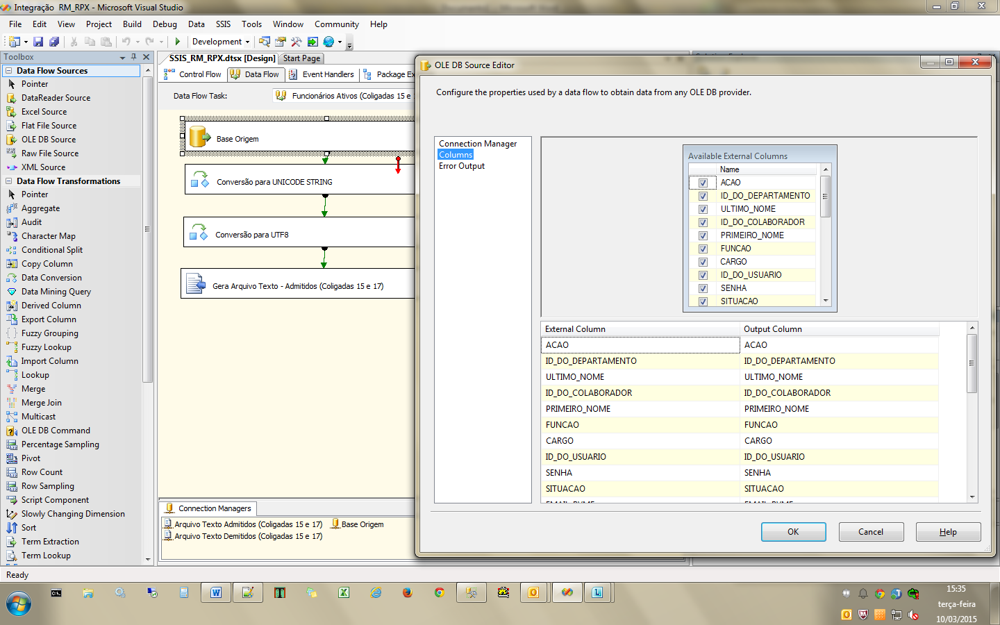 Integração RM_RPX - Microsoft Visual Studio
File Edit View Project Build Debug Data SSIS Tools Window Community Help
Development
Toolbox
Data Flow Sources
Pointer
DataReader Source
Excel Source
Flat File Source
OLE DB Source
Raw File Source
XML Source
Data Flow Transformations
Pointer
Aggregate
Audit
Character Map
Conditional Split
Copy Column
Data Conversion
Data Mining Query
Derived Column
Export Column
Fuzzy Grouping
Fuzzy Lookup
Import Column
Lookup
Merge
Merge Join
Multicast
OLE DB Command
Percentage Sampling
Pivot
Row Count
Row Sampling
Script Component
Slowly Changing Dimension
Sort
Term Extraction
Term Lookup
SSIS_RM_RPX.dtsx [Design] Start Page
Control Flow Data Flow Event Handlers Package Ex
Data Flow Task: Funcionários Ativos (Coligadas 15 e
Base Origem
Conversão para UNICODE STRING
Conversão para UTF8
Gera Arquivo Texto - Admitidos (Coligadas 15 e 17)
Connection Managers
Arquivo Texto Admitidos (Coligadas 15 e 17) Base Origem
Arquivo Texto Demitidos (Coligadas 15 e 17)
OLE DB Source Editor
Configure the properties used by a data flow to obtain data from any OLE DB provider.
Connection Manager
Columns
Error Output
Available External Columns
Name
ACAO
ID_DO_DEPARTAMENTO
ULTIMO_NOME
ID_DO_COLABORADOR
PRIMEIRO_NOME
FUNCAO
CARGO
ID_DO_USUARIO
SENHA
SITUACAO
External Column Output Column
ACAO ACAO
ID_DO_DEPARTAMENTO ID_DO_DEPARTAMENTO
ULTIMO_NOME ULTIMO_NOME
ID_DO_COLABORADOR ID_DO_COLABORADOR
PRIMEIRO_NOME PRIMEIRO_NOME
FUNCAO FUNCAO
CARGO CARGO
ID_DO_USUARIO ID_DO_USUARIO
SENHA SENHA
SITUACAO SITUACAO
OK Cancel Help
Ready
15:35
terça-feira
10/03/2015